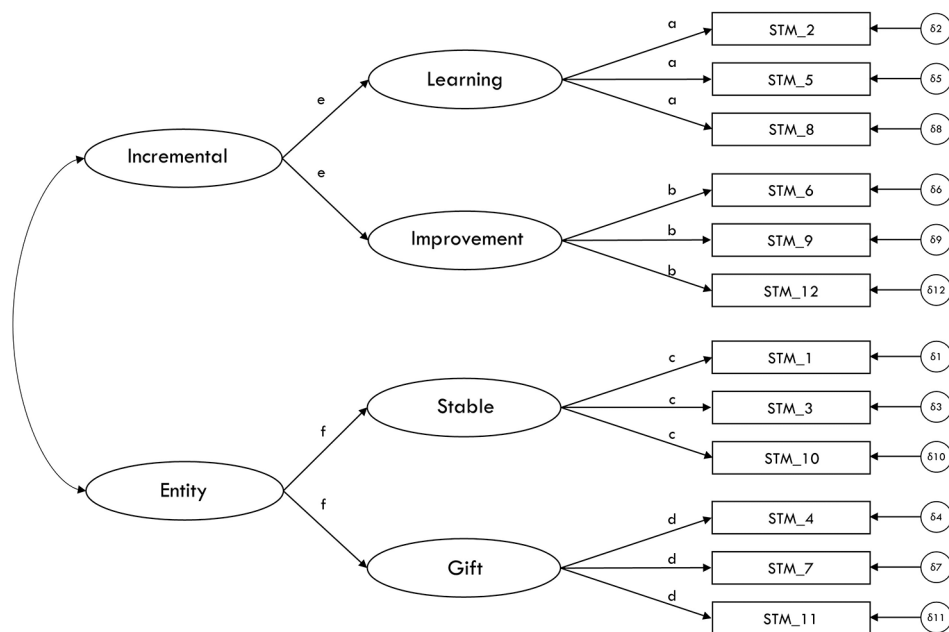 a
STM_2
δ2
Learning
a
STM_5
δ5
e
a
STM_8
δ8
Incremental
e
b
STM_6
δ6
Improvement
b
STM_9
δ9
b
STM_12
δ12
c
STM_1
δ1
Stable
c
STM_3
δ3
f
c
STM_10
δ10
Entity
f
d
STM_4
δ4
Gift
d
STM_7
δ7
d
STM_11
δ11